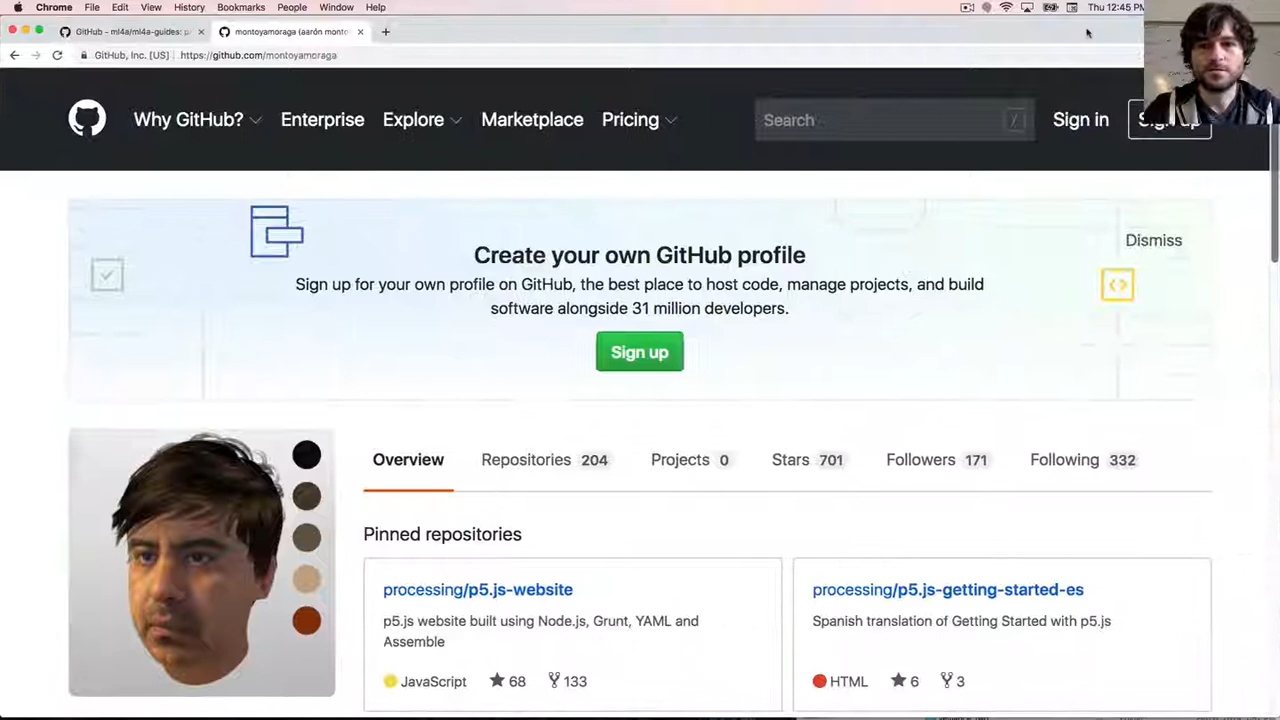 Chrome File Edit View History Bookmarks People Window Help
Thu 12:45 PM
GitHub - ml4a/ml4a-guides: p
montoyamoraga (aarón monto
GitHub, Inc. [US] https://github.com/montoyamoraga
Why GitHub? Enterprise Explore Marketplace Pricing
Search /
Sign in
Sign up
Create your own GitHub profile
Dismiss
Sign up for your own profile on GitHub, the best place to host code, manage projects, and build
software alongside 31 million developers.
Sign up
Overview Repositories 204 Projects 0 Stars 701 Followers 171 Following 332
Pinned repositories
processing/p5.js-website
p5.js website built using Node.js, Grunt, YAML and
Assemble
JavaScript 68 133
processing/p5.js-getting-started-es
Spanish translation of Getting Started with p5.js
HTML 6 3